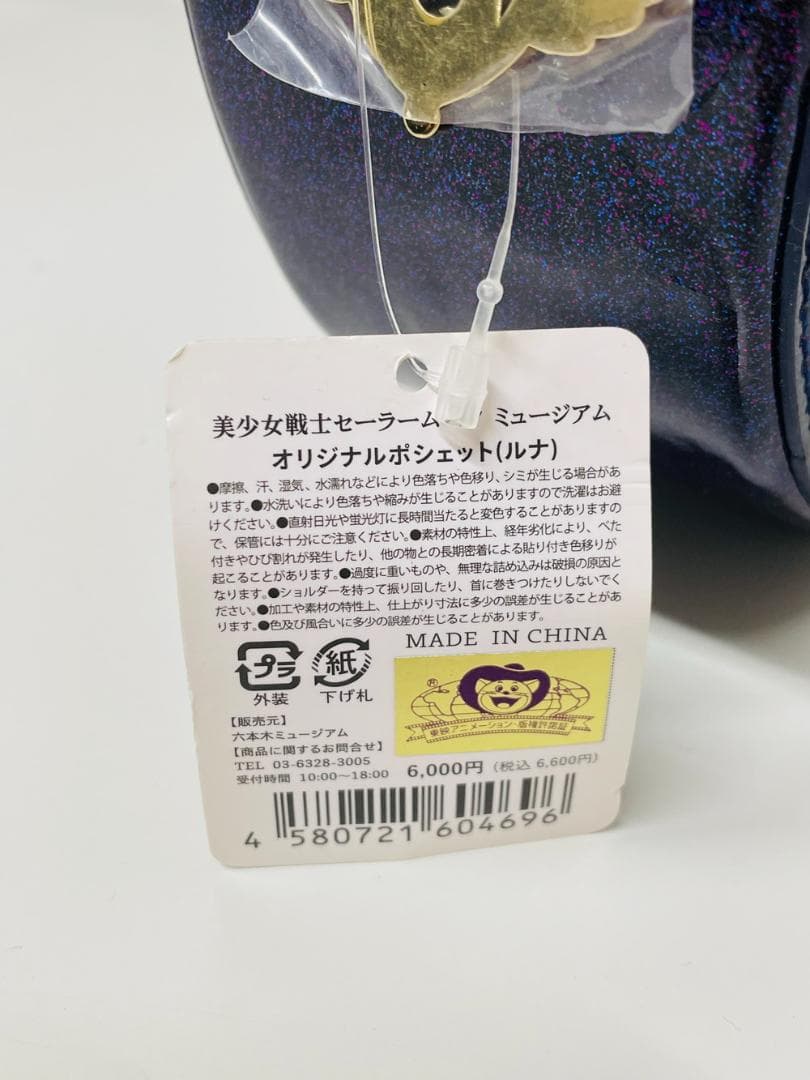 美少女戦士セーラーム ミュージアム
オリジナルポシェット(ルナ)
●摩擦、汗、湿気、水濡れなどにより色落ちや色移り、シミが生じる場合があ
ります。●水洗いにより色落ちや縮みが生じることがありますので洗濯はお避
けください。●直射日光や蛍光灯に長時間当たると変色することがありますの
で、保管には十分にご注意ください。●素材の特性上、経年劣化により、べた
付きやひび割れが発生したり、他の物との長期密着による貼り付き色移りが
起こることがあります。●過度に重いものや、無理な詰め込みは破損の原因と
なります。●ショルダーを持って振り回したり、首に巻きつけたりしないでく
ださい。●加工や素材の特性上、仕上がり寸法に多少の誤差が生じることがあ
ります。●色及び風合いに多少の誤差が生じることがあります。
MADE IN CHINA
プラ
外装
紙
下げ札
®
東映アニメーション・版権許諾証
【販売元】
六本木ミュージアム
【商品に関するお問合せ】
TEL 03-6328-3005
受付時間 10:00〜18:00
6,000円(税込 6,600円)
4 580721 604696